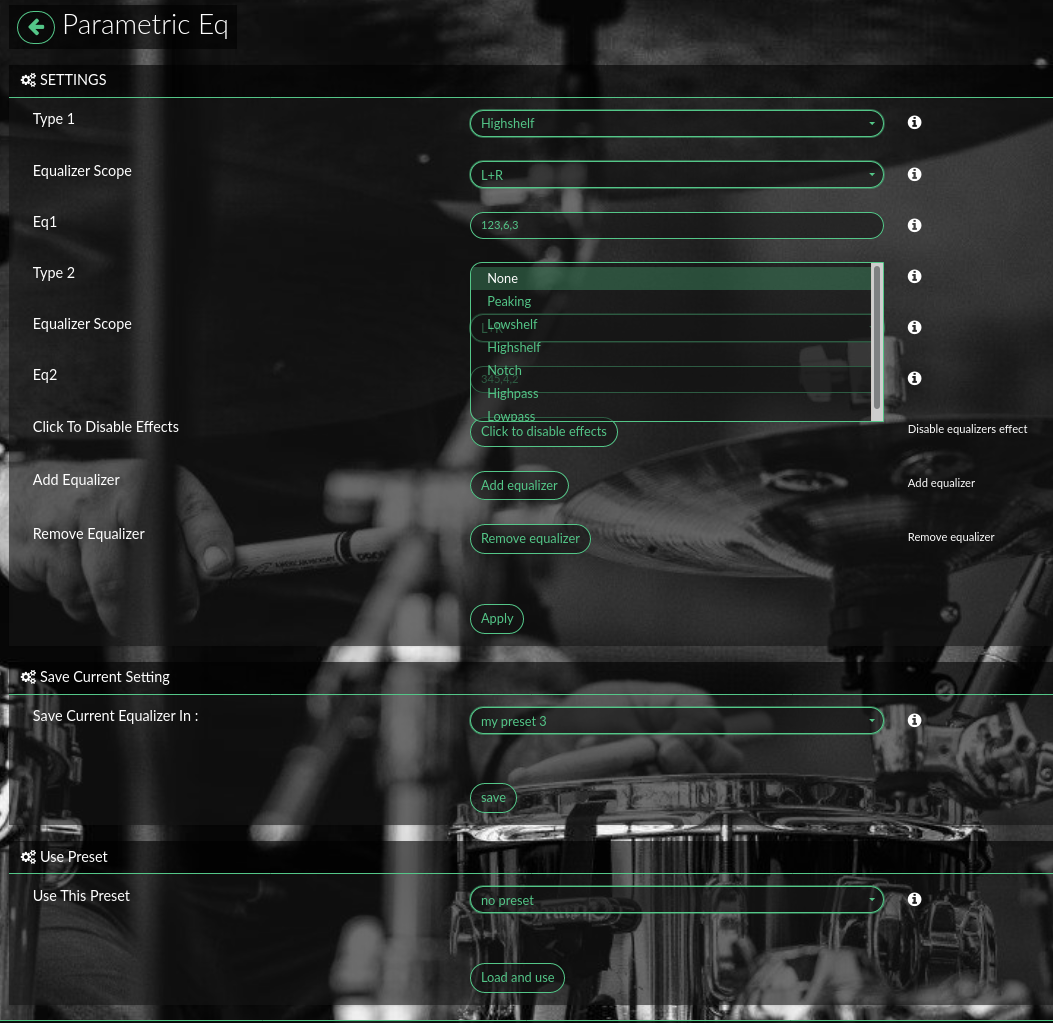 Parametric Eq
SETTINGS
Type 1 Highshelf
Equalizer Scope L+R
Eq1 123,6,3
Type 2 None
Peaking
Equalizer Scope L+R Lowshelf
Highshelf
Eq2 345,4,2 Notch
Highpass
Lowpass
Click To Disable Effects Click to disable effects Disable equalizers effect
Add Equalizer Add equalizer Add equalizer
Remove Equalizer Remove equalizer Remove equalizer
Apply
Save Current Setting
Save Current Equalizer In : my preset 3
save
Use Preset
Use This Preset no preset
Load and use